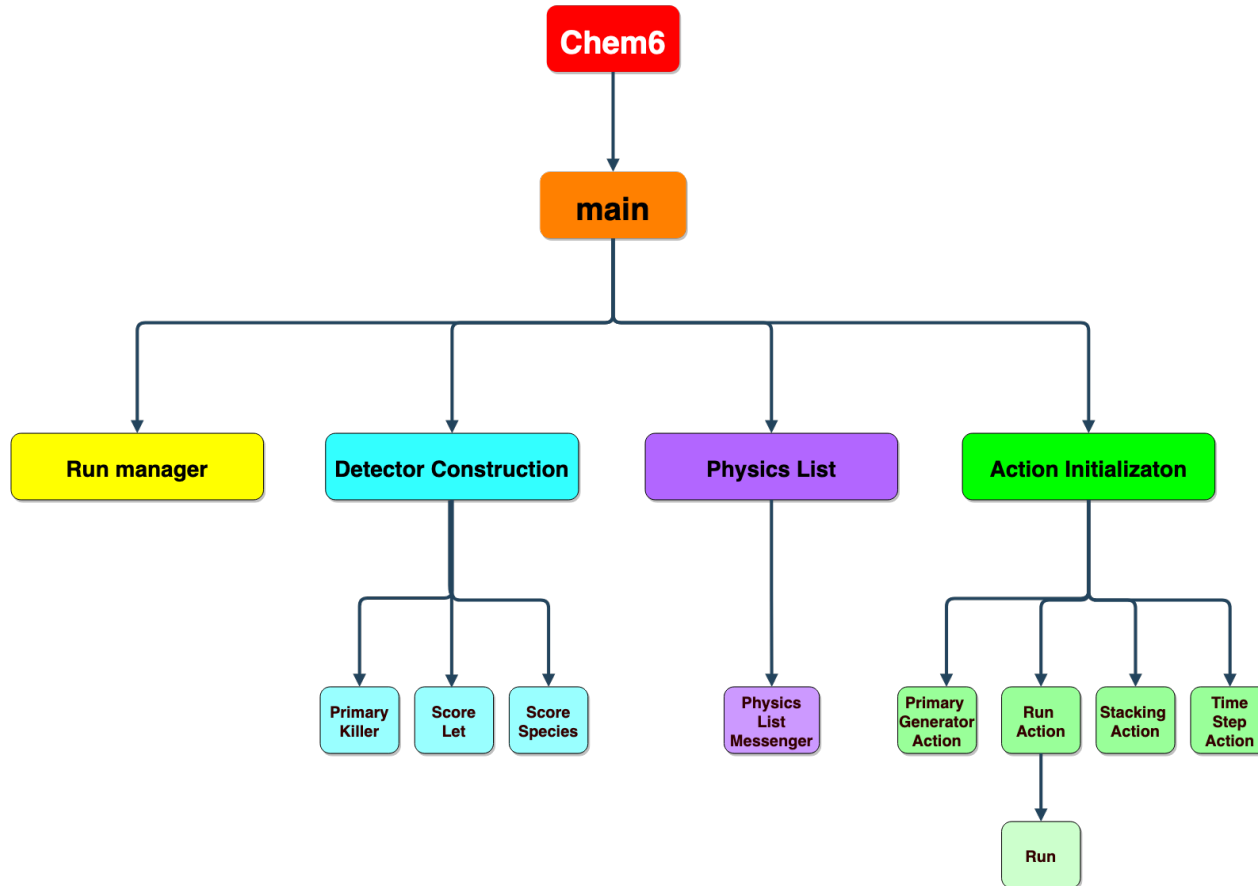 Chem6
main
Run manager
Detector Construction
Physics List
Action Initializaton
Primary
Killer
Score
Let
Score
Species
Physics
List
Messenger
Primary
Generator
Action
Run
Action
Stacking
Action
Time
Step
Action
Run